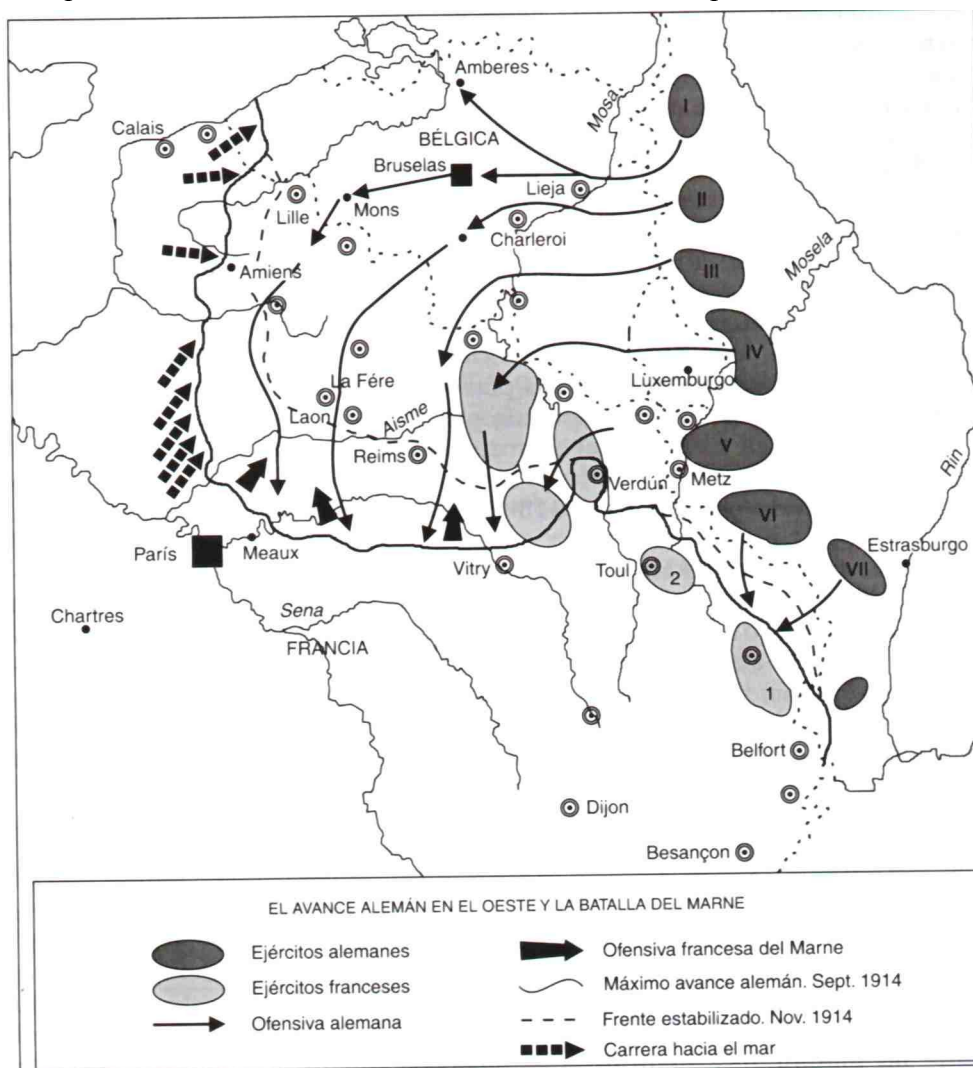 Amberes
Mosa
I
Calais
BÉLGICA
Bruselas
Lieja
II
Lille
Mons
Charleroi
Mosela
Amiens
III
IV
Luxemburgo
La Fére
Laon
Aisme
Reims
V
Verdún
Metz
Rin
VI
París
Meaux
Vitry
Toul
2
VII
Estrasburgo
Chartres
Sena
FRANCIA
1
Belfort
Dijon
Besançon
EL AVANCE ALEMÁN EN EL OESTE Y LA BATALLA DEL MARNE
Ejércitos alemanes
Ofensiva francesa del Marne
Ejércitos franceses
Máximo avance alemán. Sept. 1914
Ofensiva alemana
Frente estabilizado. Nov. 1914
Carrera hacia el mar